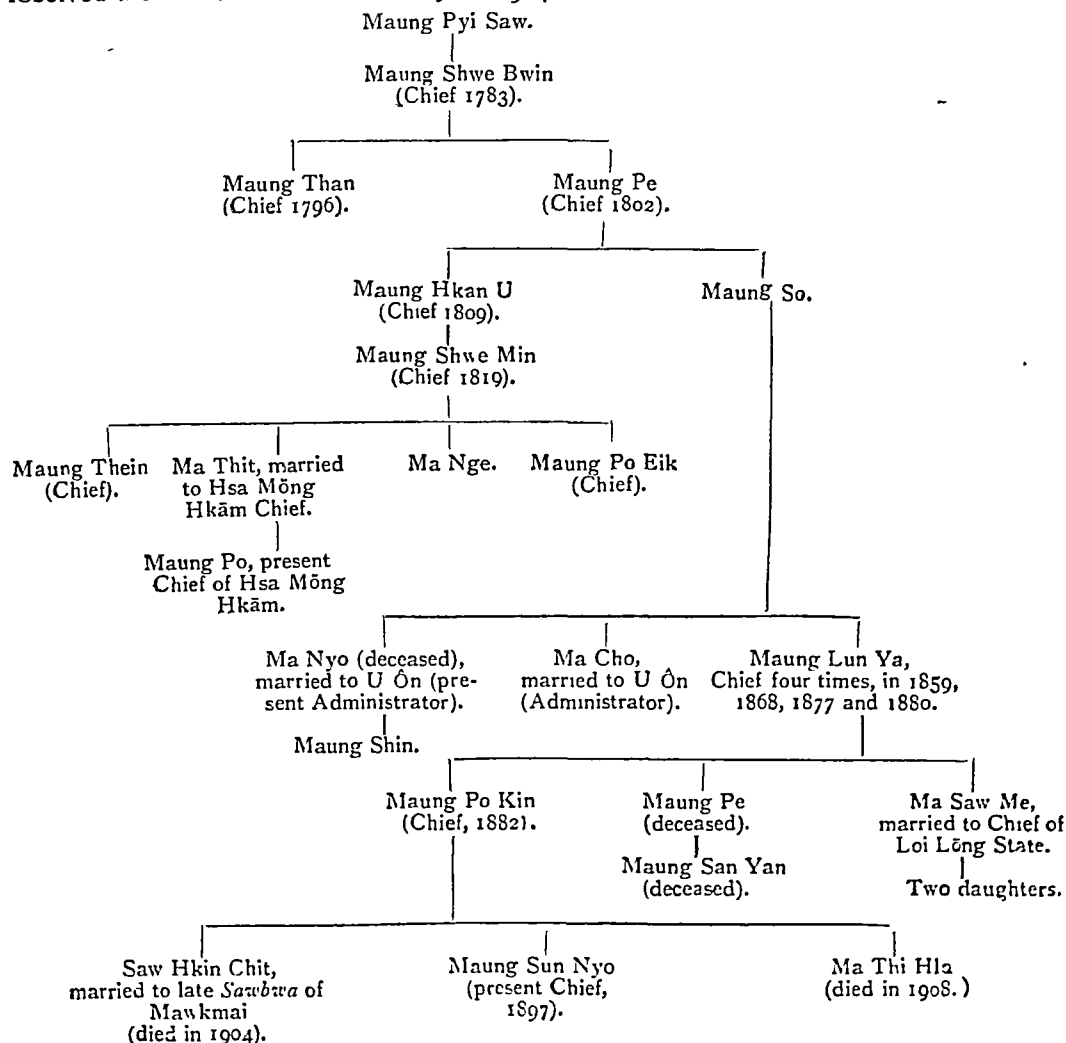 Maung Pyi Saw.
Maung Shwe Bwin
(Chief 1783).
Maung Than
(Chief 1796).
Maung Pe
(Chief 1802).
Maung Hkan U
(Chief 1809).
Maung So.
Maung Shwe Min
(Chief 1819).
Maung Thein
(Chief).
Ma Thit, married
to Hsa Möng
Hkām Chief.
Ma Nge.
Maung Po Eik
(Chief).
Maung Po, present
Chief of Hsa Möng
Hkām.
Ma Nyo (deceased),
married to U Ôn (pre-
sent Administrator).
Ma Cho,
married to U Ôn
(Administrator).
Maung Lun Ya,
Chief four times, in 1859,
1868, 1877 and 1880.
Maung Shin.
Maung Po Kin
(Chief, 1882).
Maung Pe
(deceased).
Ma Saw Me,
married to Chief of
Loi Lōng State.
Maung San Yan
(deceased).
Two daughters.
Saw Hkin Chit,
married to late Sawbwa of
Mawkmai
(died in 1904).
Maung Sun Nyo
(present Chief,
1897).
Ma Thi Hla
(died in 1908.)